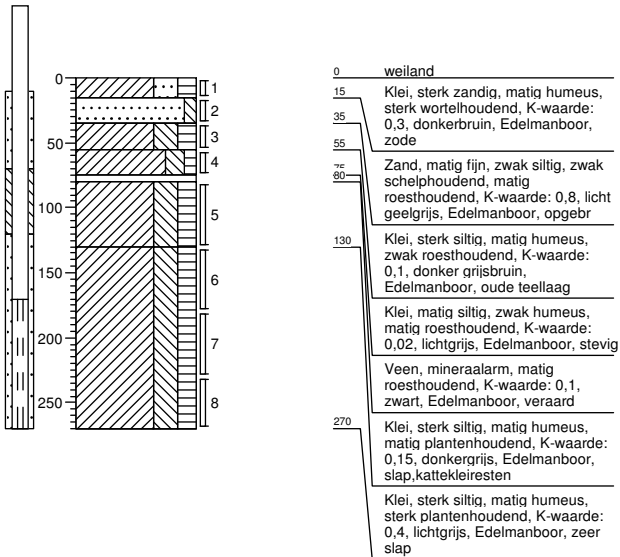 0
50
100
150
200
250
1
2
3
4
5
6
7
8
0
weiland
15
Klei, sterk zandig, matig humeus,
sterk wortelhoudend, K-waarde:
0,3, donkerbruin, Edelmanboor,
zode
35
Zand, matig fijn, zwak siltig, zwak
schelphoudend, matig
roesthoudend, K-waarde: 0,8, licht
geelgrijs, Edelmanboor, opgebr
55
Klei, sterk siltig, matig humeus,
zwak roesthoudend, K-waarde:
0,1, donker grijsbruin,
Edelmanboor, oude teellaag
75
Klei, matig siltig, zwak humeus,
matig roesthoudend, K-waarde:
0,02, lichtgrijs, Edelmanboor, stevig
80
Veen, mineraalarm, matig
roesthoudend, K-waarde: 0,1,
zwart, Edelmanboor, veraard
130
Klei, sterk siltig, matig humeus,
matig plantenhoudend, K-waarde:
0,15, donkergrijs, Edelmanboor,
slap,kattekleiresten
270
Klei, sterk siltig, matig humeus,
sterk plantenhoudend, K-waarde:
0,4, lichtgrijs, Edelmanboor, zeer
slap